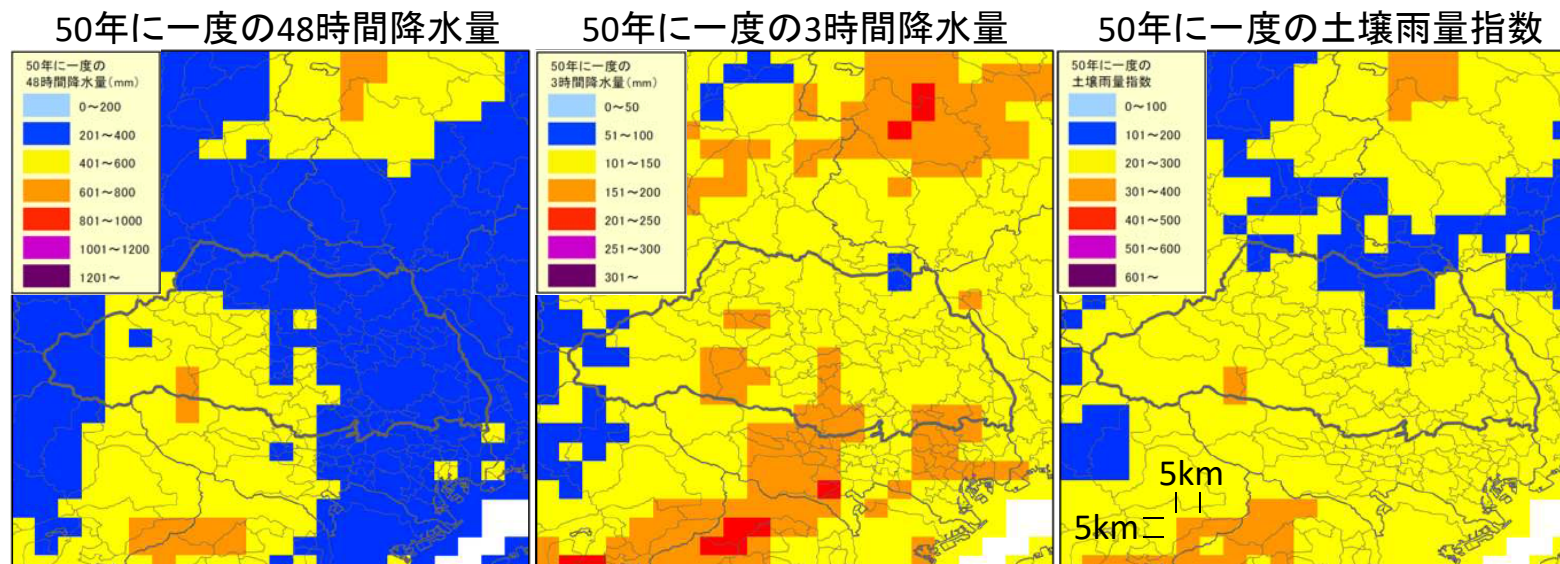 50年に一度の48時間降水量
50年に一度の
48時間降水量(mm)
0～200
201～400
401～600
601～800
801～1000
1001～1200
1201～
50年に一度の3時間降水量
50年に一度の
3時間降水量(mm)
0～50
51～100
101～150
151～200
201～250
251～300
301～
50年に一度の土壌雨量指数
50年に一度の
土壌雨量指数
0～100
101～200
201～300
301～400
401～500
501～600
601～
5km
5km